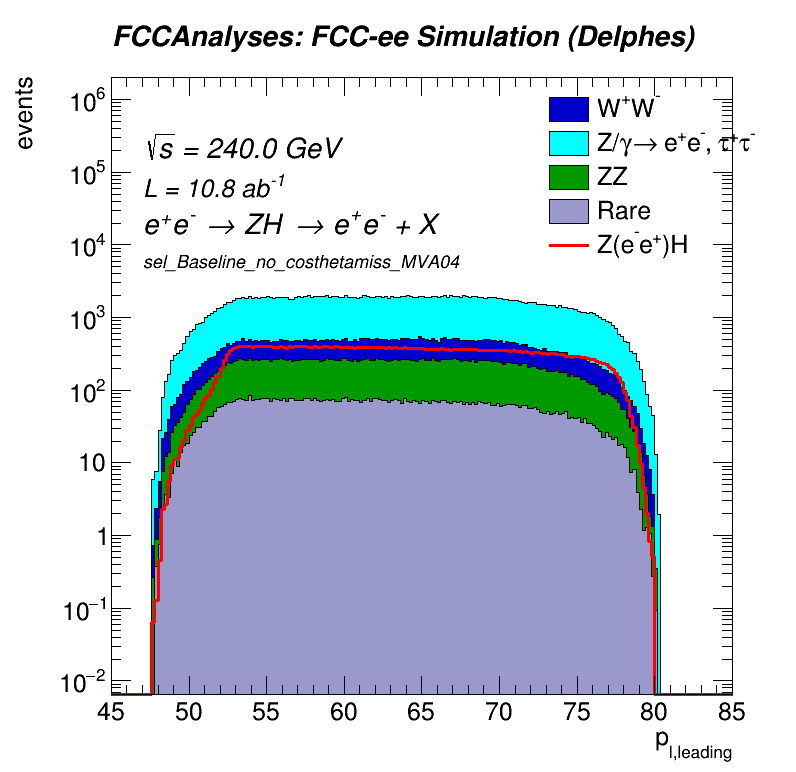 FCCAnalyses: FCC-ee Simulation (Delphes)
events
10⁶
10⁵
10⁴
10³
10²
10
1
10⁻¹
10⁻²
√s = 240.0 GeV
L = 10.8 ab⁻¹
e⁺e⁻ → ZH → e⁺e⁻ + X
sel_Baseline_no_costhetamiss_MVA04
W⁺W⁻
Z/γ→ e⁺e⁻, τ⁺τ⁻
ZZ
Rare
Z(e⁻e⁺)H
45 50 55 60 65 70 75 80 85
p_l,leading